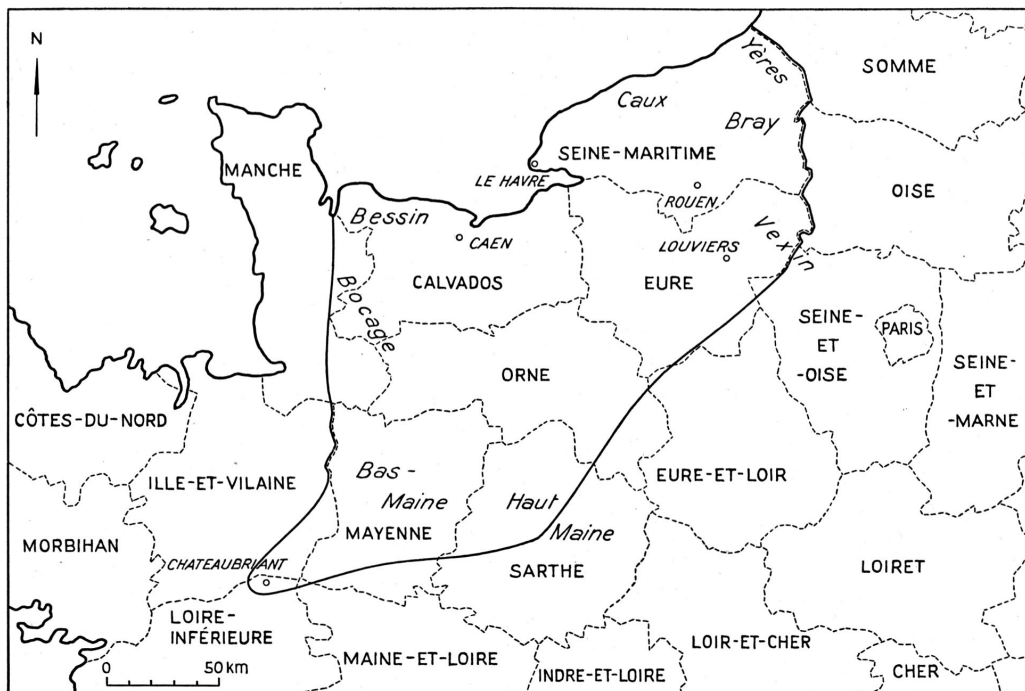 N
Yères
SOMME
Caux
Bray
SEINE-MARITIME
MANCHE
LE HAVRE
ROUEN
OISE
Bessin
CAEN
LOUVIERS
Vexin
CALVADOS
EURE
Bocage
SEINE-
ET
-OISE
PARIS
ORNE
SEINE-
ET
-MARNE
CÔTES-DU-NORD
ILLE-ET-VILAINE
Bas-
Maine
MAYENNE
Haut
Maine
EURE-ET-LOIR
MORBIHAN
CHATEAUBRIANT
SARTHE
LOIRET
LOIRE-
INFÉRIEURE
MAINE-ET-LOIRE
INDRE-ET-LOIRE
LOIR-ET-CHER
CHER
0 50 km